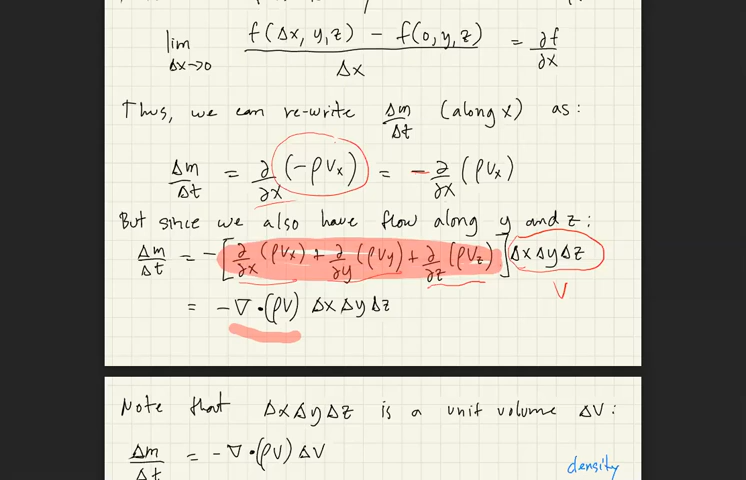 lim Δx→0 f(Δx, y, z) - f(0, y, z) / Δx = ∂f/∂x
Thus, we can re-write Δm/Δt (along x) as:
Δm/Δt = ∂/∂x (-ρVx) = -∂/∂x (ρVx)
But since we also have flow along y and z:
Δm/Δt = -[∂/∂x (ρVx) + ∂/∂y (ρVy) + ∂/∂z (ρVz)] ΔxΔyΔz
V
= -∇·(ρV) ΔxΔyΔz
Note that ΔxΔyΔz is a unit volume ΔV:
Δm/Δt = -∇·(ρV) ΔV
density